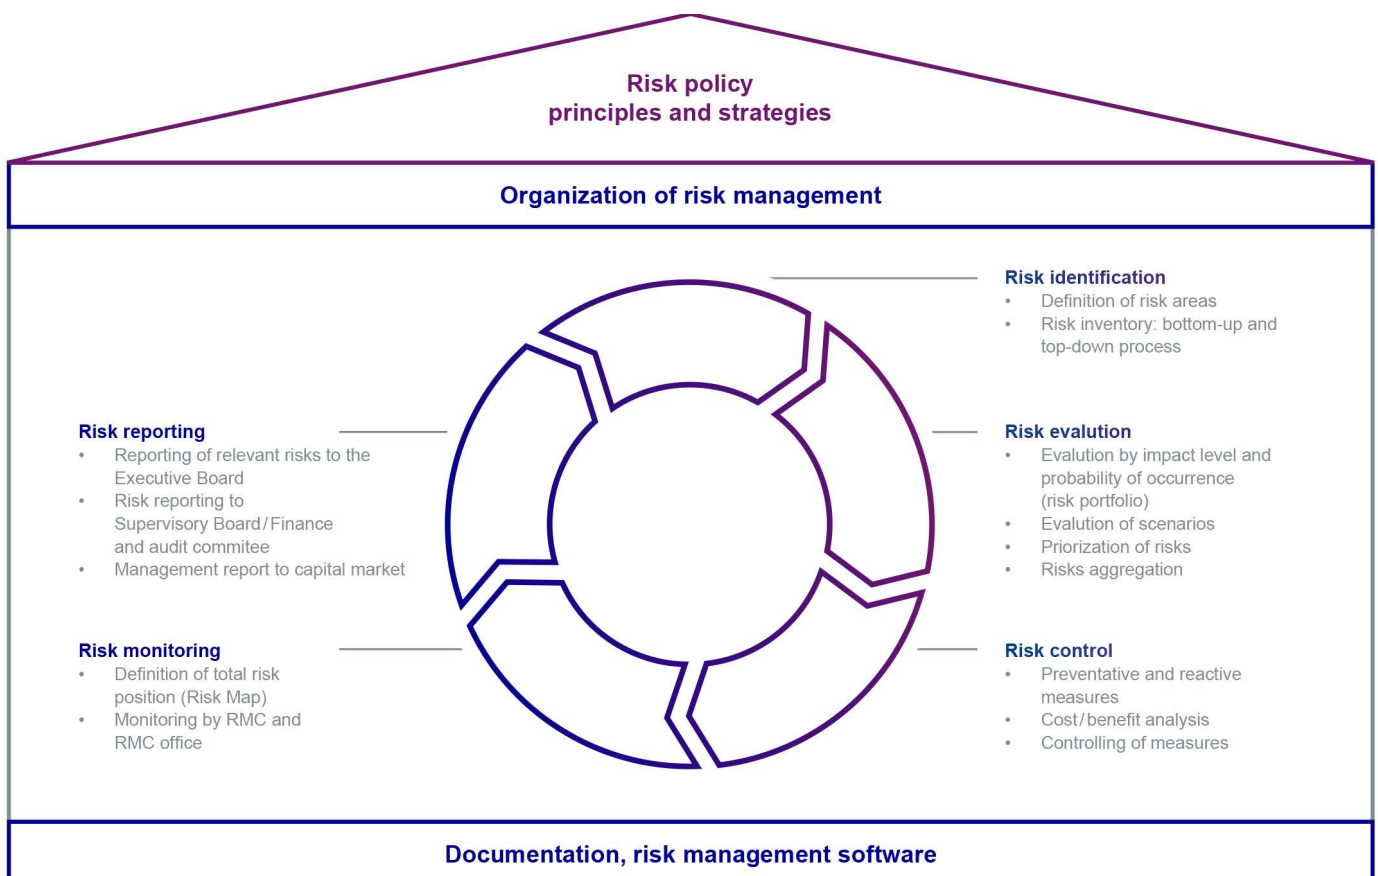 Risk policy
principles and strategies
Organization of risk management
Risk identification
• Definition of risk areas
• Risk inventory: bottom-up and
top-down process
Risk evalution
• Evalution by impact level and
probability of occurrence
(risk portfolio)
• Evalution of scenarios
• Priorization of risks
• Risks aggregation
Risk control
• Preventative and reactive
measures
• Cost/benefit analysis
• Controlling of measures
Risk monitoring
• Definition of total risk
position (Risk Map)
• Monitoring by RMC and
RMC office
Risk reporting
• Reporting of relevant risks to the
Executive Board
• Risk reporting to
Supervisory Board/Finance
and audit commitee
• Management report to capital market
Documentation, risk management software